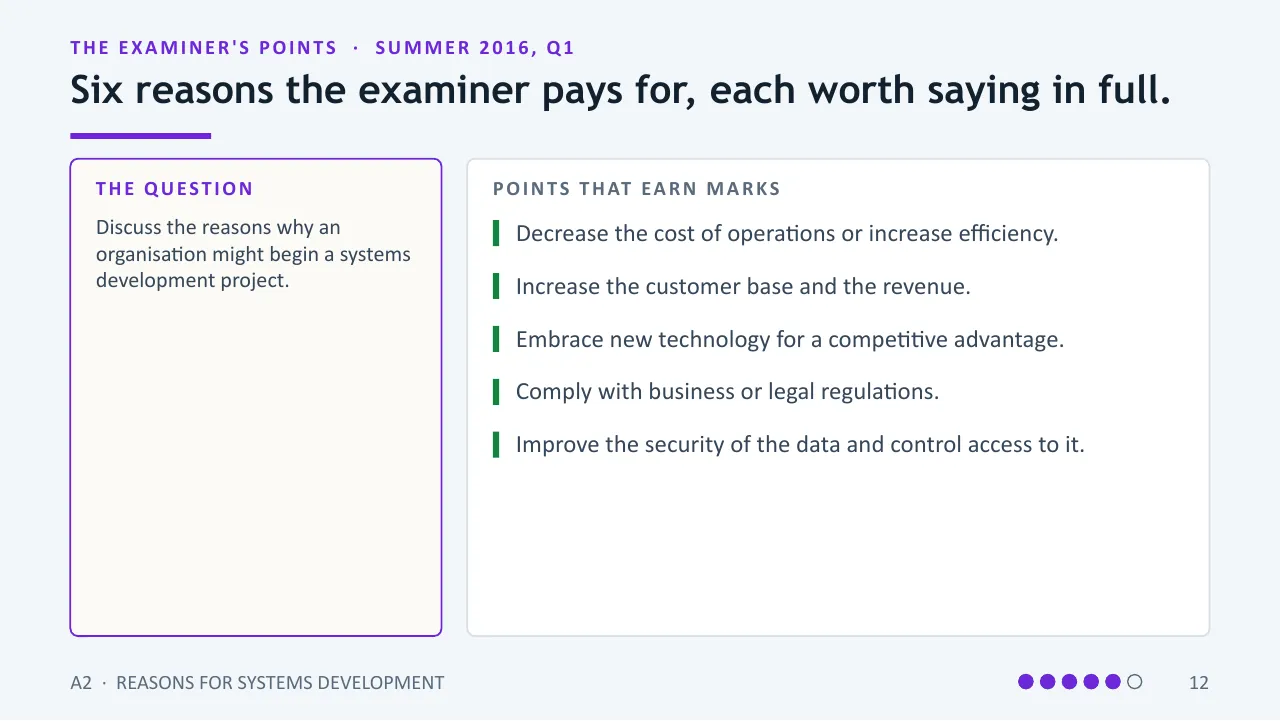 THE EXAMINER'S POINTS · SUMMER 2016, Q1
Six reasons the examiner pays for, each worth saying in full.
THE QUESTION
Discuss the reasons why an
organisation might begin a systems
development project.
POINTS THAT EARN MARKS
Decrease the cost of operations or increase efficiency.
Increase the customer base and the revenue.
Embrace new technology for a competitive advantage.
Comply with business or legal regulations.
Improve the security of the data and control access to it.
A2 · REASONS FOR SYSTEMS DEVELOPMENT
12